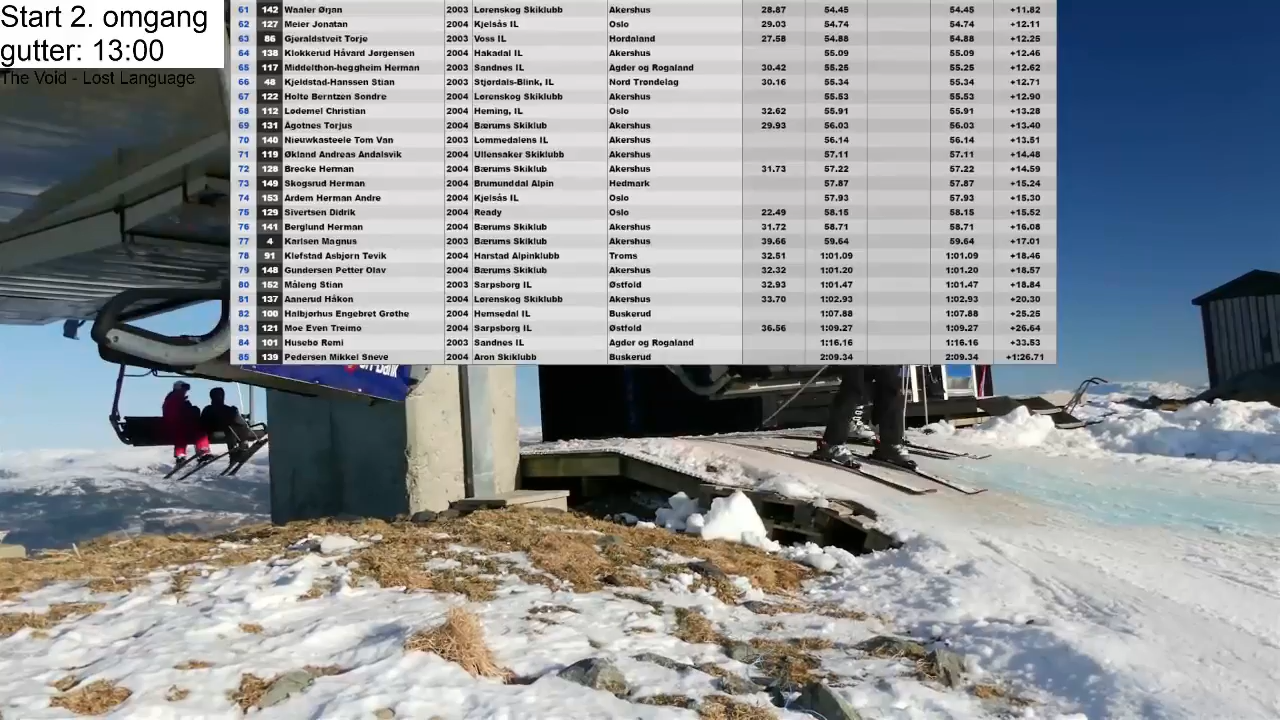 Start 2. omgang
gutter: 13:00
The Void - Lost Language
61 142 Waaler Ørjan 2003 Lørenskog Skiklubb Akershus 28.87 54.45 54.45 +11.82
62 127 Meier Jonatan 2004 Kjelsås IL Oslo 29.03 54.74 54.74 +12.11
63 86 Gjeraldstveit Torje 2003 Voss IL Hordaland 27.58 54.88 54.88 +12.25
64 138 Klokkerud Håvard Jørgensen 2004 Hakadal IL Akershus 55.09 55.09 +12.46
65 117 Middelthon-heggheim Herman 2003 Sandnes IL Agder og Rogaland 30.42 55.25 55.25 +12.62
66 48 Kjeldstad-Hanssen Stian 2003 Stjørdals-Blink, IL Nord Trøndelag 30.16 55.34 55.34 +12.71
67 122 Holte Berntzen Sondre 2004 Lørenskog Skiklubb Akershus 55.53 55.53 +12.90
68 112 Lødemel Christian 2004 Heming, IL Oslo 32.62 55.91 55.91 +13.28
69 131 Ågotnes Torjus 2004 Bærums Skiklub Akershus 29.93 56.03 56.03 +13.40
70 140 Nieuwkasteele Tom Van 2003 Lommedalens IL Akershus 56.14 56.14 +13.51
71 119 Økland Andreas Andalsvik 2004 Ullensaker Skiklubb Akershus 57.11 57.11 +14.48
72 128 Brecke Herman 2004 Bærums Skiklub Akershus 31.73 57.22 57.22 +14.59
73 149 Skogsrud Herman 2004 Brumunddal Alpin Hedmark 57.87 57.87 +15.24
74 153 Ardem Herman Andre 2004 Kjelsås IL Oslo 57.93 57.93 +15.30
75 129 Sivertsen Didrik 2004 Ready Oslo 22.49 58.15 58.15 +15.52
76 141 Berglund Herman 2004 Bærums Skiklub Akershus 31.72 58.71 58.71 +16.08
77 4 Karlsen Magnus 2003 Bærums Skiklub Akershus 39.66 59.64 59.64 +17.01
78 91 Klefstad Asbjørn Tevik 2004 Harstad Alpinklubb Troms 32.51 1:01.09 1:01.09 +18.46
79 148 Gundersen Petter Olav 2004 Bærums Skiklub Akershus 32.32 1:01.20 1:01.20 +18.57
80 152 Måleng Stian 2003 Sarpsborg IL Østfold 32.93 1:01.47 1:01.47 +18.84
81 137 Aanerud Håkon 2004 Lørenskog Skiklubb Akershus 33.70 1:02.93 1:02.93 +20.30
82 100 Halbjørhus Engebret Grøthe 2004 Hemsedal IL Buskerud 1:07.88 1:07.88 +25.25
83 121 Moe Even Treimo 2004 Sarpsborg IL Østfold 36.56 1:09.27 1:09.27 +26.64
84 101 Husebø Remi 2003 Sandnes IL Agder og Rogaland 1:16.16 1:16.16 +33.53
85 139 Pedersen Mikkel Sneve 2004 Aron Skiklubb Buskerud 2:09.34 2:09.34 +1:26.71